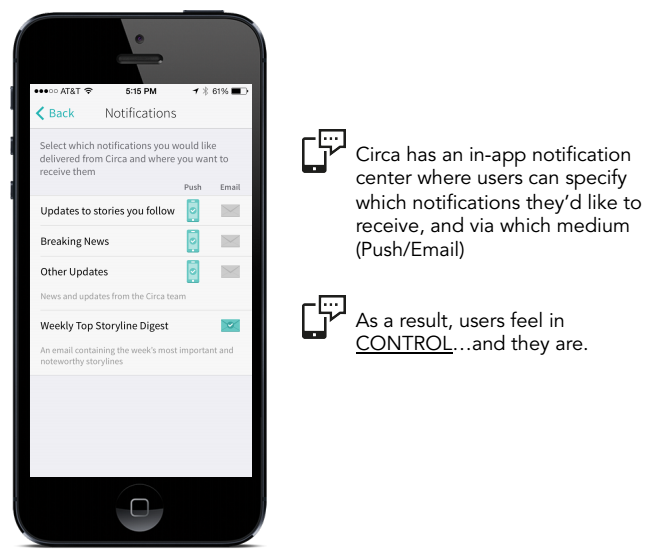 AT&T 5:15 PM 61%
Back Notifications
Select which notifications you would like
delivered from Circa and where you want to
receive them
Push Email
Updates to stories you follow
Breaking News
Other Updates
News and updates from the Circa team
Weekly Top Storyline Digest
An email containing the week's most important and
noteworthy storylines
Circa has an in-app notification
center where users can specify
which notifications they'd like to
receive, and via which medium
(Push/Email)
As a result, users feel in
CONTROL...and they are.